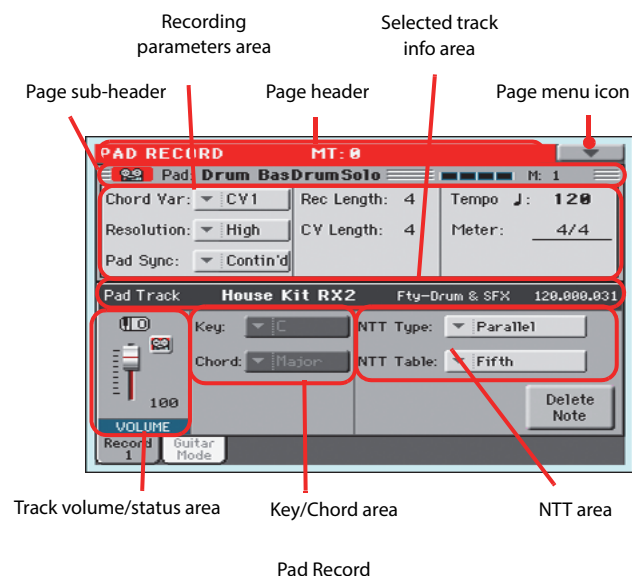 Recording
parameters area
Selected track
info area
Page sub-header
Page header
Page menu icon
PAD RECORD MT: 0
Pad: Drum BasDrumSolo M: 1
Chord Var: CV1 Rec Length: 4 Tempo ♩: 120
Resolution: High CV Length: 4 Meter: 4/4
Pad Sync: Contin'd
Pad Track House Kit RX2 Fty-Drum & SFX 120.000.031
Key: C NTT Type: Parallel
Chord: Major NTT Table: Fifth
100
VOLUME
Delete
Note
Record
1
Guitar
Mode
Track volume/status area
Key/Chord area
NTT area
Pad Record